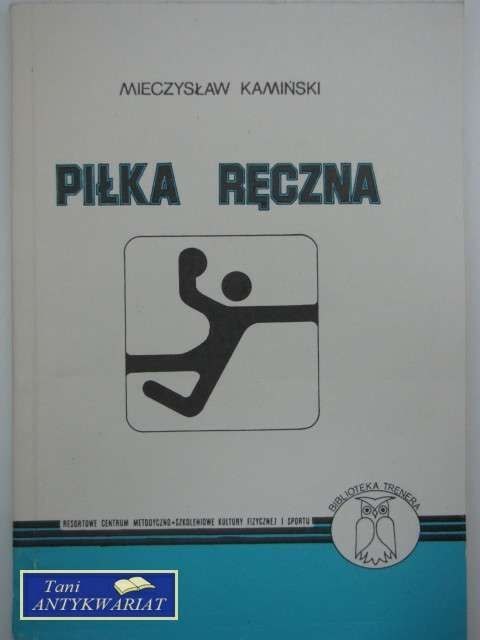 MIECZYSŁAW KAMIŃSKI
PIŁKA RĘCZNA
BIBLIOTEKA TRENERA
RESORTOWE CENTRUM METODYCZNO-SZKOLENIOWE KULTURY FIZYCZNEJ I SPORTU
Tani
ANTYKWARIAT